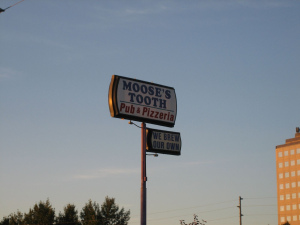 MOOSE'S
TOOTH
Pub & Pizzeria
WE BREW
OUR OWN